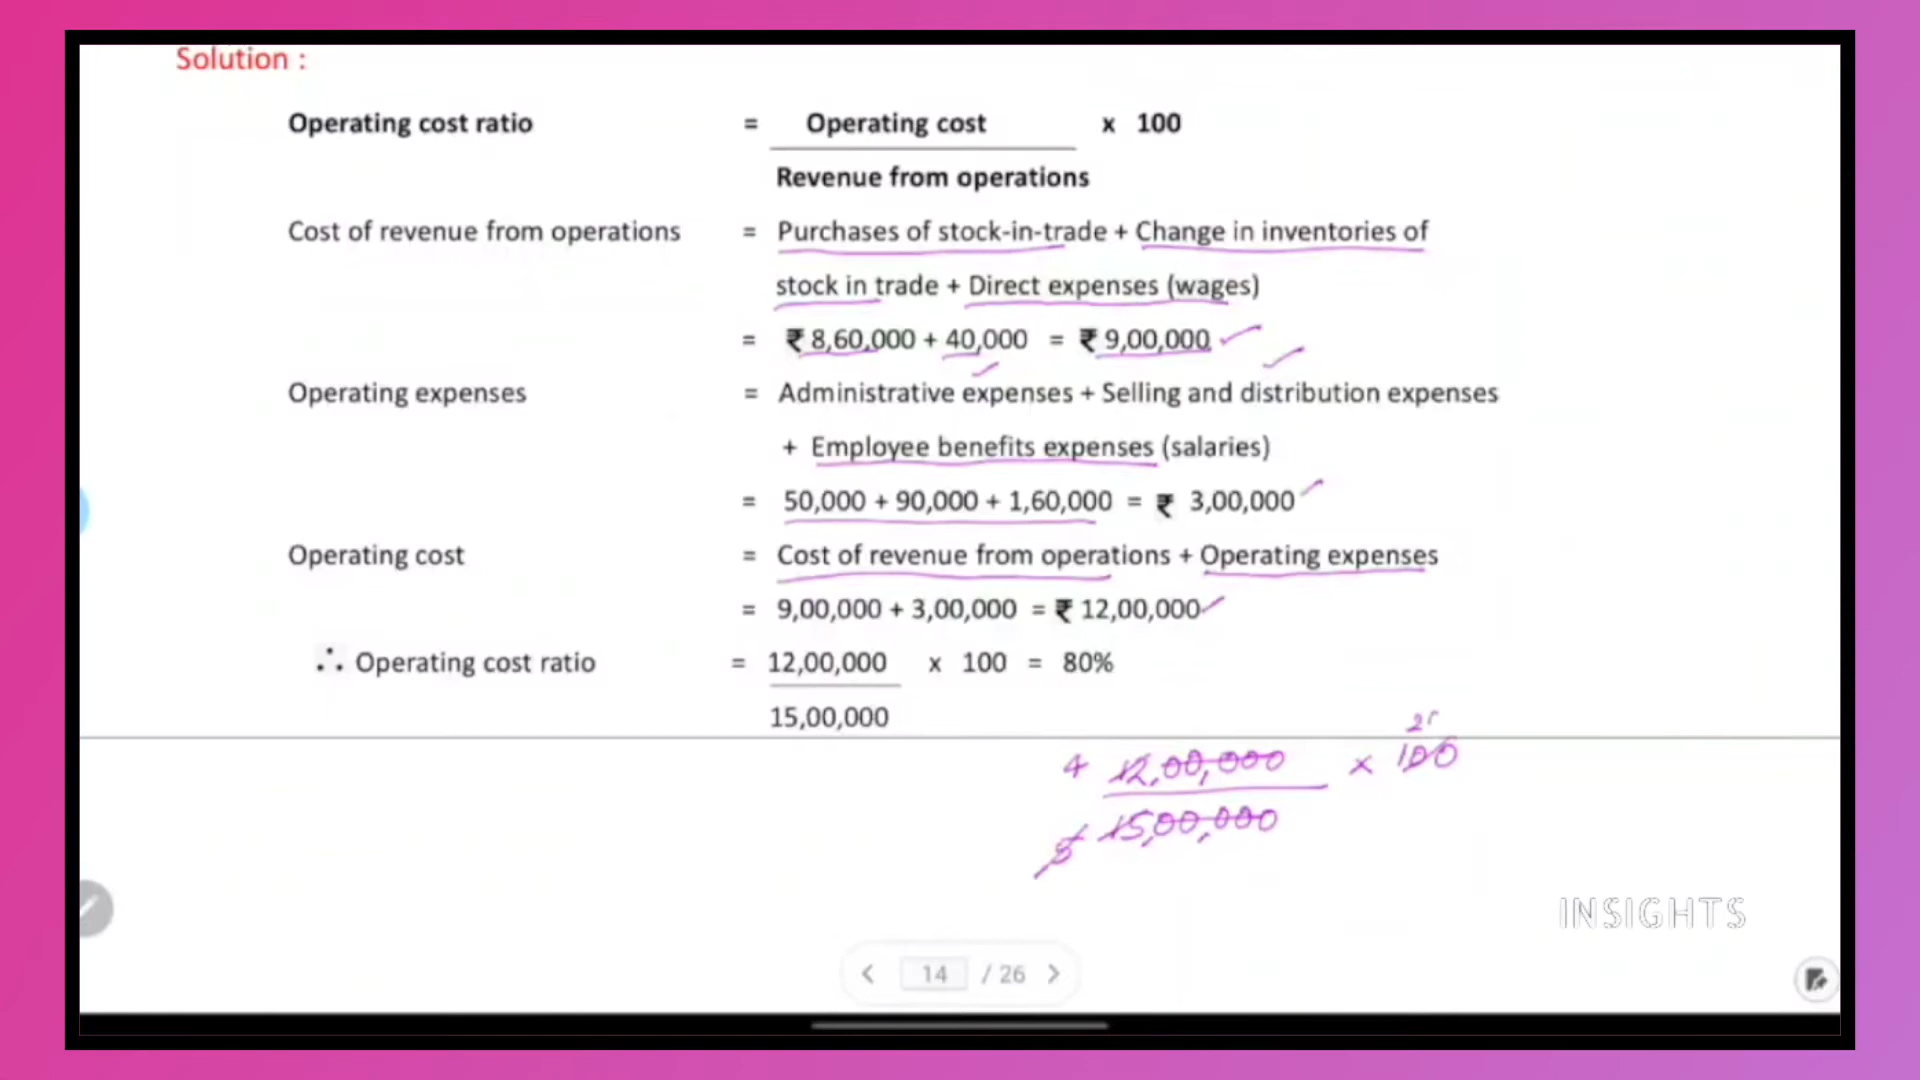 Solution :
Operating cost ratio = Operating cost x 100
Revenue from operations
Cost of revenue from operations = Purchases of stock-in-trade + Change in inventories of
stock in trade + Direct expenses (wages)
= ₹ 8,60,000 + 40,000 = ₹ 9,00,000
Operating expenses = Administrative expenses + Selling and distribution expenses
+ Employee benefits expenses (salaries)
= 50,000 + 90,000 + 1,60,000 = ₹ 3,00,000
Operating cost = Cost of revenue from operations + Operating expenses
= 9,00,000 + 3,00,000 = ₹ 12,00,000
∴ Operating cost ratio = 12,00,000 x 100 = 80%
15,00,000
4 12,00,000 x 100
5 15,00,000
INSIGHTS
14 / 26